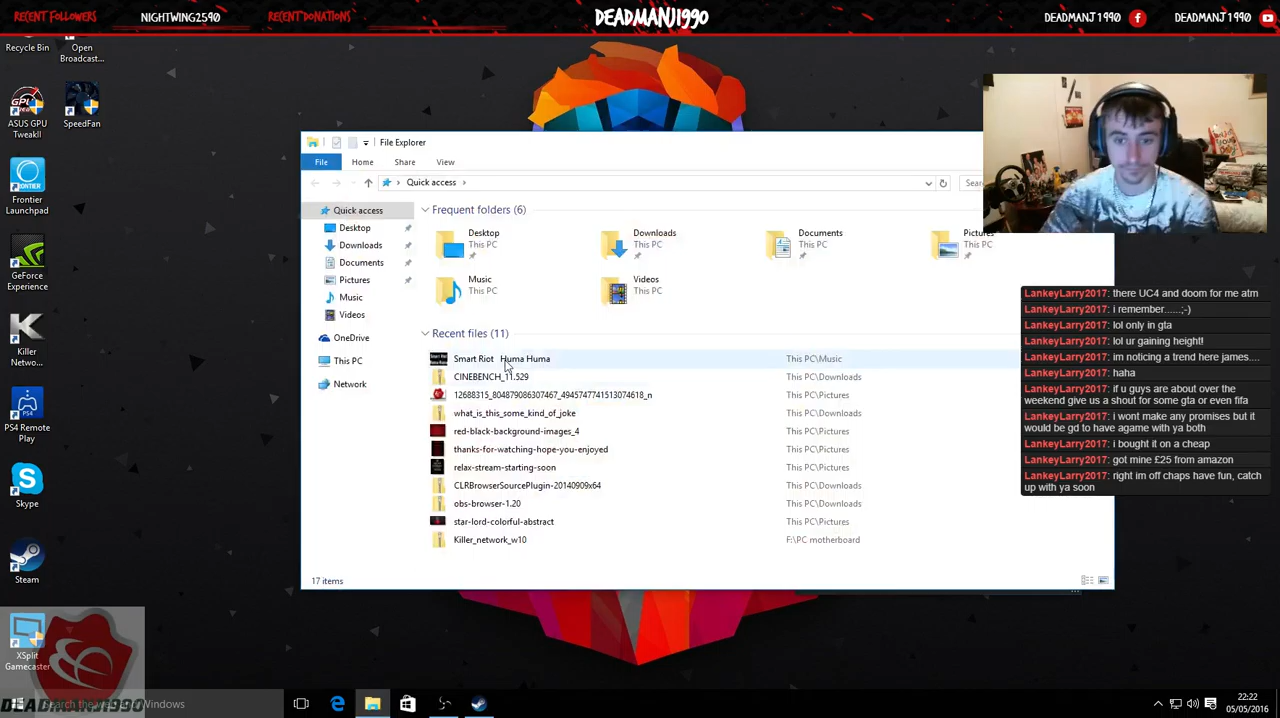 RECENT FOLLOWERS
NIGHTWING2590
RECENT DONATIONS
DEADMANJ1990
DEADMANJ1990
DEADMANJ1990
Recycle Bin
Open
Broadcast...
ASUS GPU
TweakII
SpeedFan
Frontier
Launchpad
GeForce
Experience
Killer
Netwo...
PS4 Remote
Play
Skype
Steam
XSplit
Gamecaster
DEADMANJ1990
File Explorer
File
Home
Share
View
Quick access
Sear
Quick access
Desktop
Downloads
Documents
Pictures
Music
Videos
OneDrive
This PC
Network
Frequent folders (6)
Desktop
This PC
Downloads
This PC
Documents
This PC
Pictures
This PC
Music
This PC
Videos
This PC
Recent files (11)
Smart Riot Huma Huma This PC\Music
CINEBENCH_11.529 This PC\Downloads
12688315_804879086307467_4945747741513074618_n This PC\Pictures
what_is_this_some_kind_of_joke This PC\Downloads
red-black-background-images_4 This PC\Pictures
thanks-for-watching-hope-you-enjoyed This PC\Pictures
relax-stream-starting-soon This PC\Pictures
CLRBrowserSourcePlugin-20140909x64 This PC\Downloads
obs-browser-1.20 This PC\Downloads
star-lord-colorful-abstract This PC\Pictures
Killer_network_w10 F:\PC motherboard
17 items
LankeyLarry2017: there UC4 and doom for me atm
LankeyLarry2017: i remember......;-)
LankeyLarry2017: lol only in gta
LankeyLarry2017: lol ur gaining height!
LankeyLarry2017: im noticing a trend here james....
LankeyLarry2017: haha
LankeyLarry2017: if u guys are about over the
weekend give us a shout for some gta or even fifa
LankeyLarry2017: i wont make any promises but it
would be gd to have agame with ya both
LankeyLarry2017: i bought it on a cheap
LankeyLarry2017: got mine £25 from amazon
LankeyLarry2017: right im off chaps have fun, catch
up with ya soon
Search the web and Windows
22:22
05/05/2016